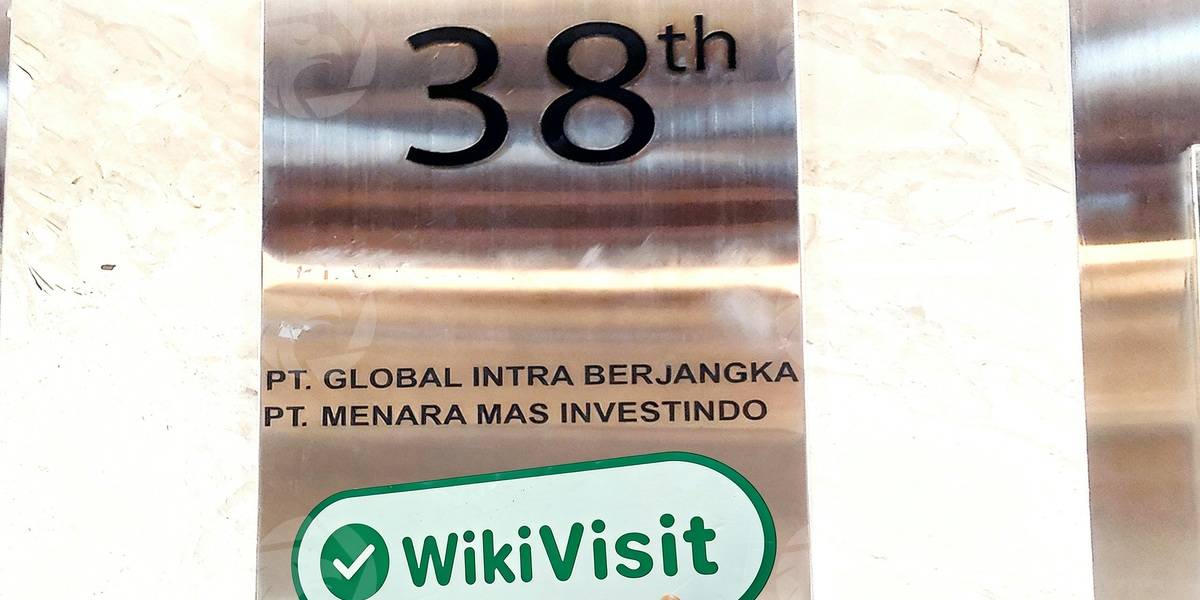 38th
PT. GLOBAL INTRA BERJANGKA
PT. MENARA MAS INVESTINDO
WikiVisit